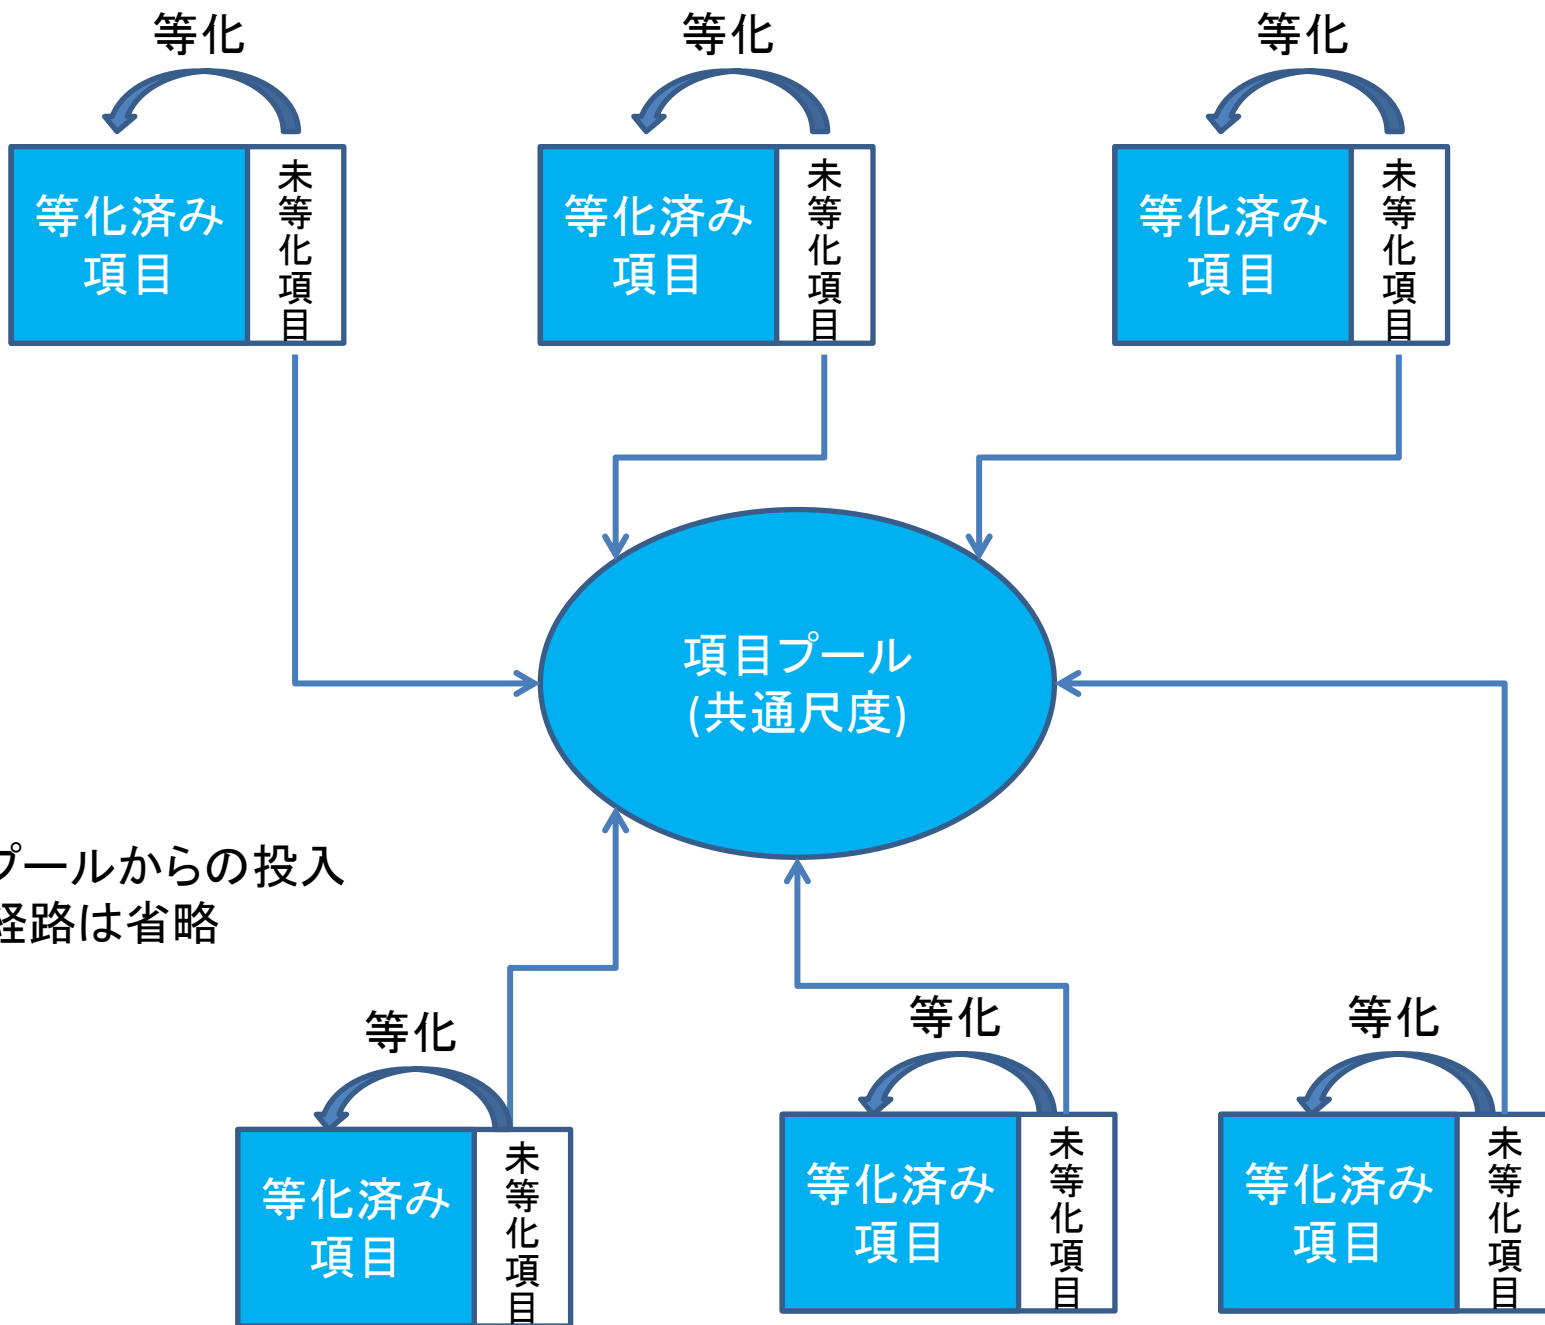 等化
等化
等化
等化済み
項目
未等化項目
等化済み
項目
未等化項目
等化済み
項目
未等化項目
項目プール
(共通尺度)
プールからの投入
経路は省略
等化
等化
等化
等化済み
項目
未等化項目
等化済み
項目
未等化項目
等化済み
項目
未等化項目